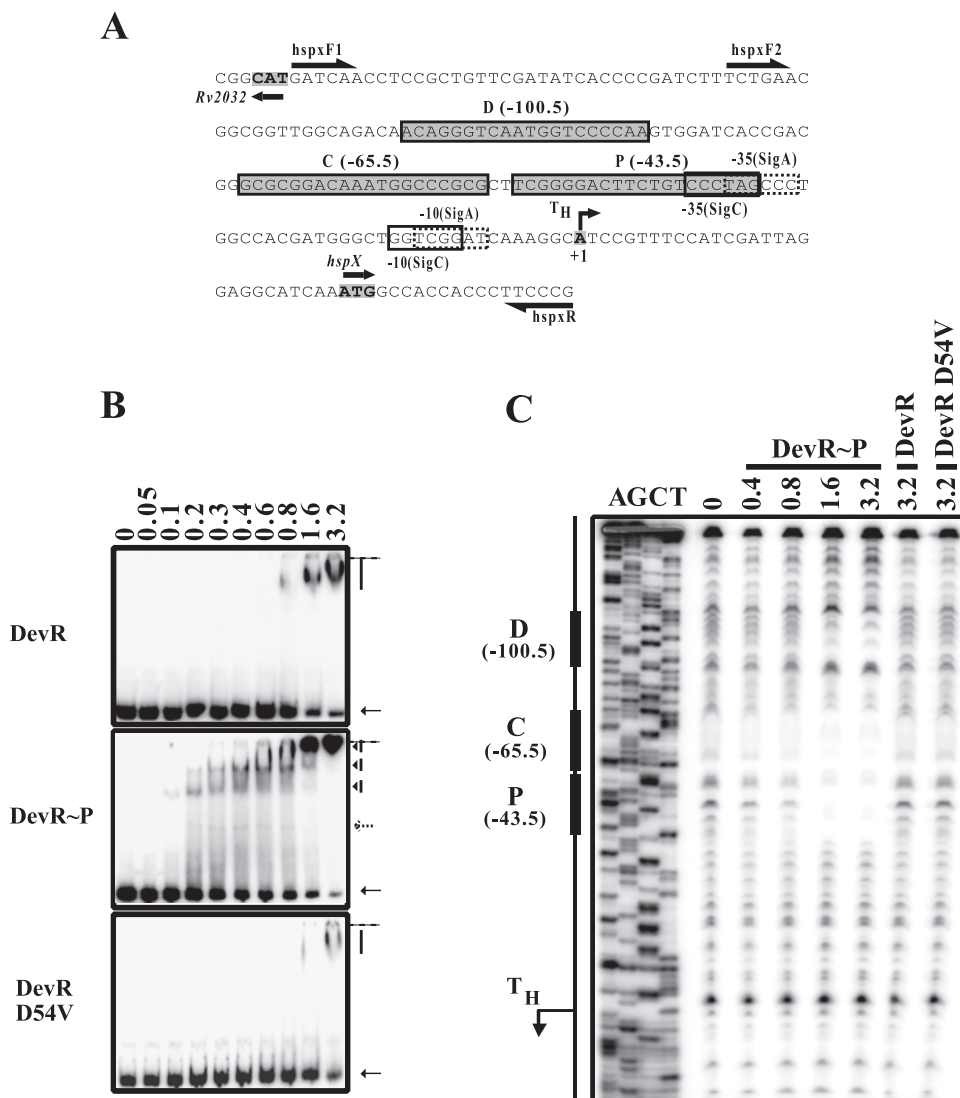 A
hspxF1 hspxF2
CGGCATGATCAACCTCCGCTGTTCGATATCACCCCGATCTTTCTGAAC
Rv2032
D (-100.5)
GGCGGTTGGCAGACAACAGGGTCAATGGTCCCCAAGTGGATCACCGAC
C (-65.5) P (-43.5) -35(SigA)
GGGCGCGGACAAATGGCCCGCGCTTCGGGGACTTCTGTCCCTAGCCCT
-35(SigC)
-10(SigA) TH
GGCCACGATGGGCTGGTCGGATCAAAGGCATCCGTTTCCATCGATTAG
-10(SigC) +1
hspX
GAGGCATCAAATGGCCACCACCCTTCCCG
hspxR
B
0 0.05 0.1 0.2 0.3 0.4 0.6 0.8 1.6 3.2
DevR
DevR~P
DevR
D54V
C
DevR~P DevR DevR D54V
AGCT 0 0.4 0.8 1.6 3.2 3.2 3.2
D
(-100.5)
C
(-65.5)
P
(-43.5)
TH